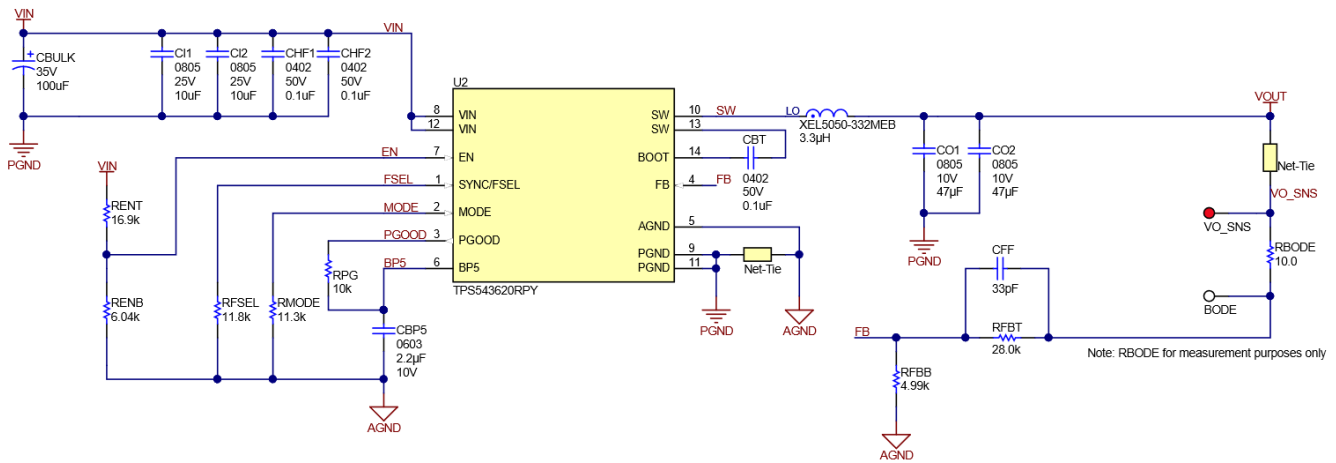 VIN
VIN
CBULK
35V
100uF
CI1
0805
25V
10uF
CI2
0805
25V
10uF
CHF1
0402
50V
0.1uF
CHF2
0402
50V
0.1uF
PGND
U2
8 VIN
12 VIN
7 EN
1 SYNC/FSEL
2 MODE
3 PGOOD
6 BP5
SW 10
SW 13
BOOT 14
FB 4
AGND 5
PGND 9
PGND 11
TPS543620RPY
EN
FSEL
MODE
PGOOD
BP5
VIN
RENT
16.9k
RENB
6.04k
RFSEL
11.8k
RMODE
11.3k
RPG
10k
CBP5
0603
2.2µF
10V
AGND
SW
LO
XEL5050-332MEB
3.3µH
CBT
0402
50V
0.1uF
FB
Net-Tie
PGND
AGND
CO1
0805
10V
47µF
CO2
0805
10V
47µF
PGND
VOUT
Net-Tie
VO_SNS
VO_SNS
RBODE
10.0
BODE
CFF
33pF
FB
RFBT
28.0k
Note: RBODE for measurement purposes only
RFBB
4.99k
AGND